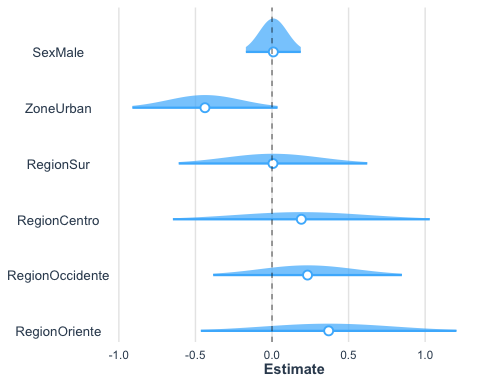 SexMale
ZoneUrban
RegionSur
RegionCentro
RegionOccidente
RegionOriente
-1.0 -0.5 0.0 0.5 1.0
Estimate